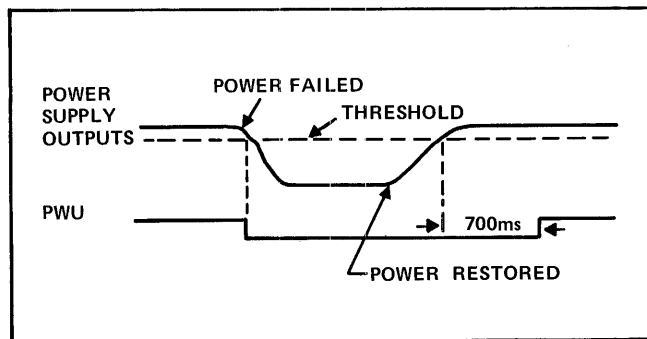 POWER FAILED
POWER
SUPPLY
OUTPUTS
THRESHOLD
PWU
700ms
POWER RESTORED